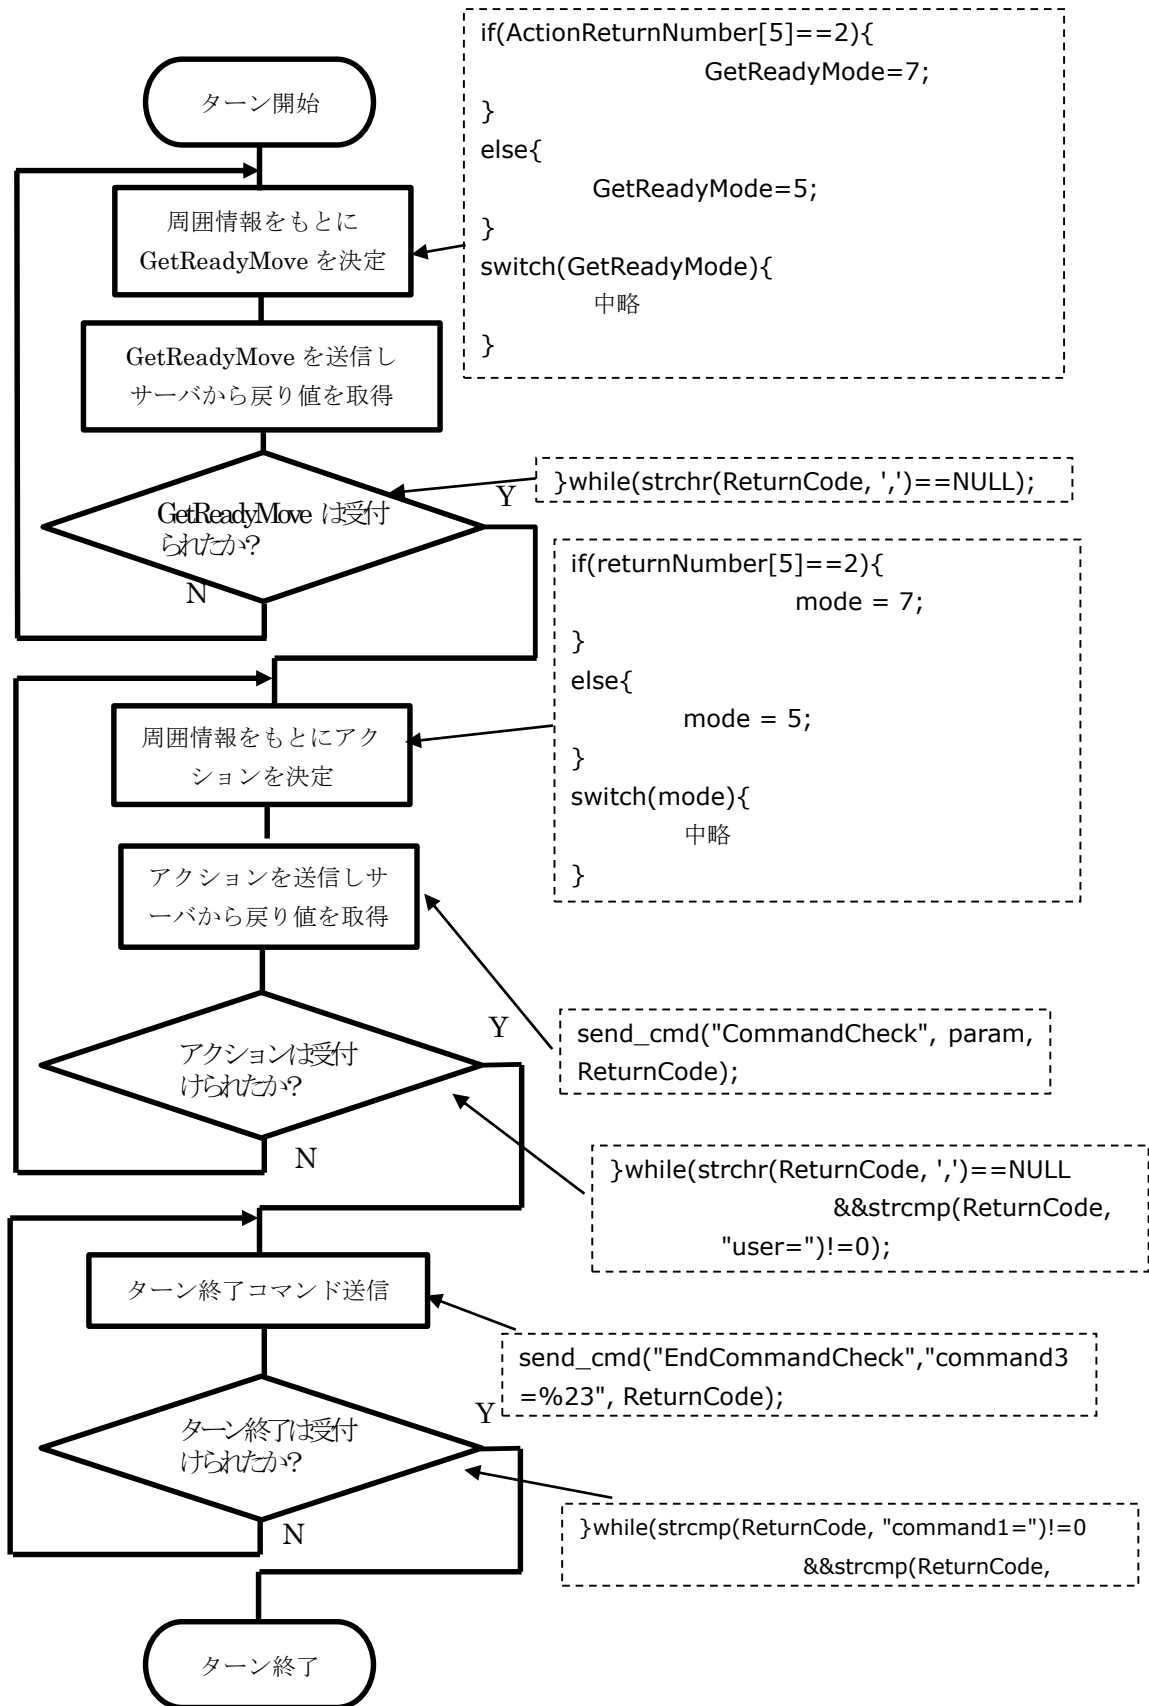 if(ActionReturnNumber[5]==2){
GetReadyMode=7;
}
else{
GetReadyMode=5;
}
switch(GetReadyMode){
中略
}
ターン開始
周囲情報をもとに
GetReadyMove を決定
GetReadyMove を送信し
サーバから戻り値を取得
}while(strchr(ReturnCode, ',')==NULL);
Y
GetReadyMove は受付
られたか?
N
if(returnNumber[5]==2){
mode = 7;
}
else{
mode = 5;
}
switch(mode){
中略
}
周囲情報をもとにアク
ションを決定
アクションを送信しサ
ーバから戻り値を取得
send_cmd("CommandCheck", param,
ReturnCode);
Y
アクションは受付
けられたか?
N
}while(strchr(ReturnCode, ',')==NULL
&&strcmp(ReturnCode,
"user=")!=0);
ターン終了コマンド送信
send_cmd("EndCommandCheck","command3
=%23", ReturnCode);
Y
ターン終了は受付
けられたか?
N
}while(strcmp(ReturnCode, "command1=")!=0
&&strcmp(ReturnCode,
ターン終了